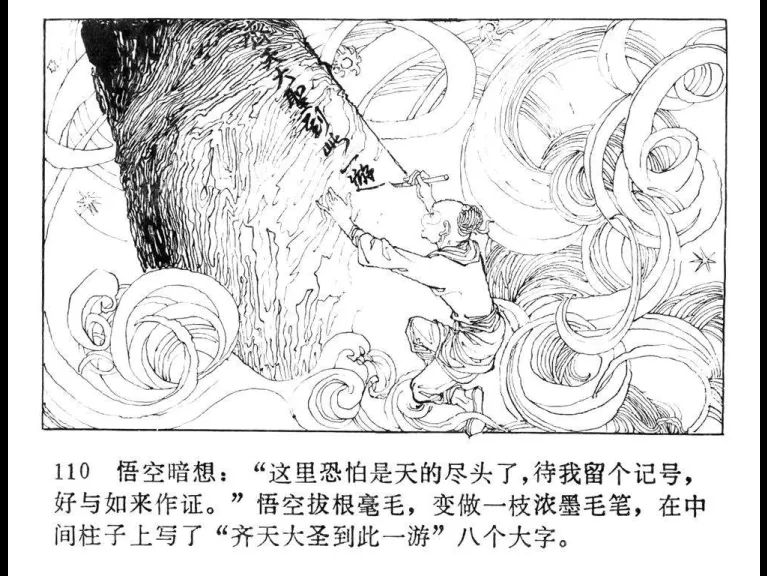 齐天大聖到此一游
110 悟空暗想：“这里恐怕是天的尽头了，待我留个记号，
好与如来作证。”悟空拔根毫毛，变做一枝浓墨毛笔，在中
间柱子上写了“齐天大圣到此一游”八个大字。